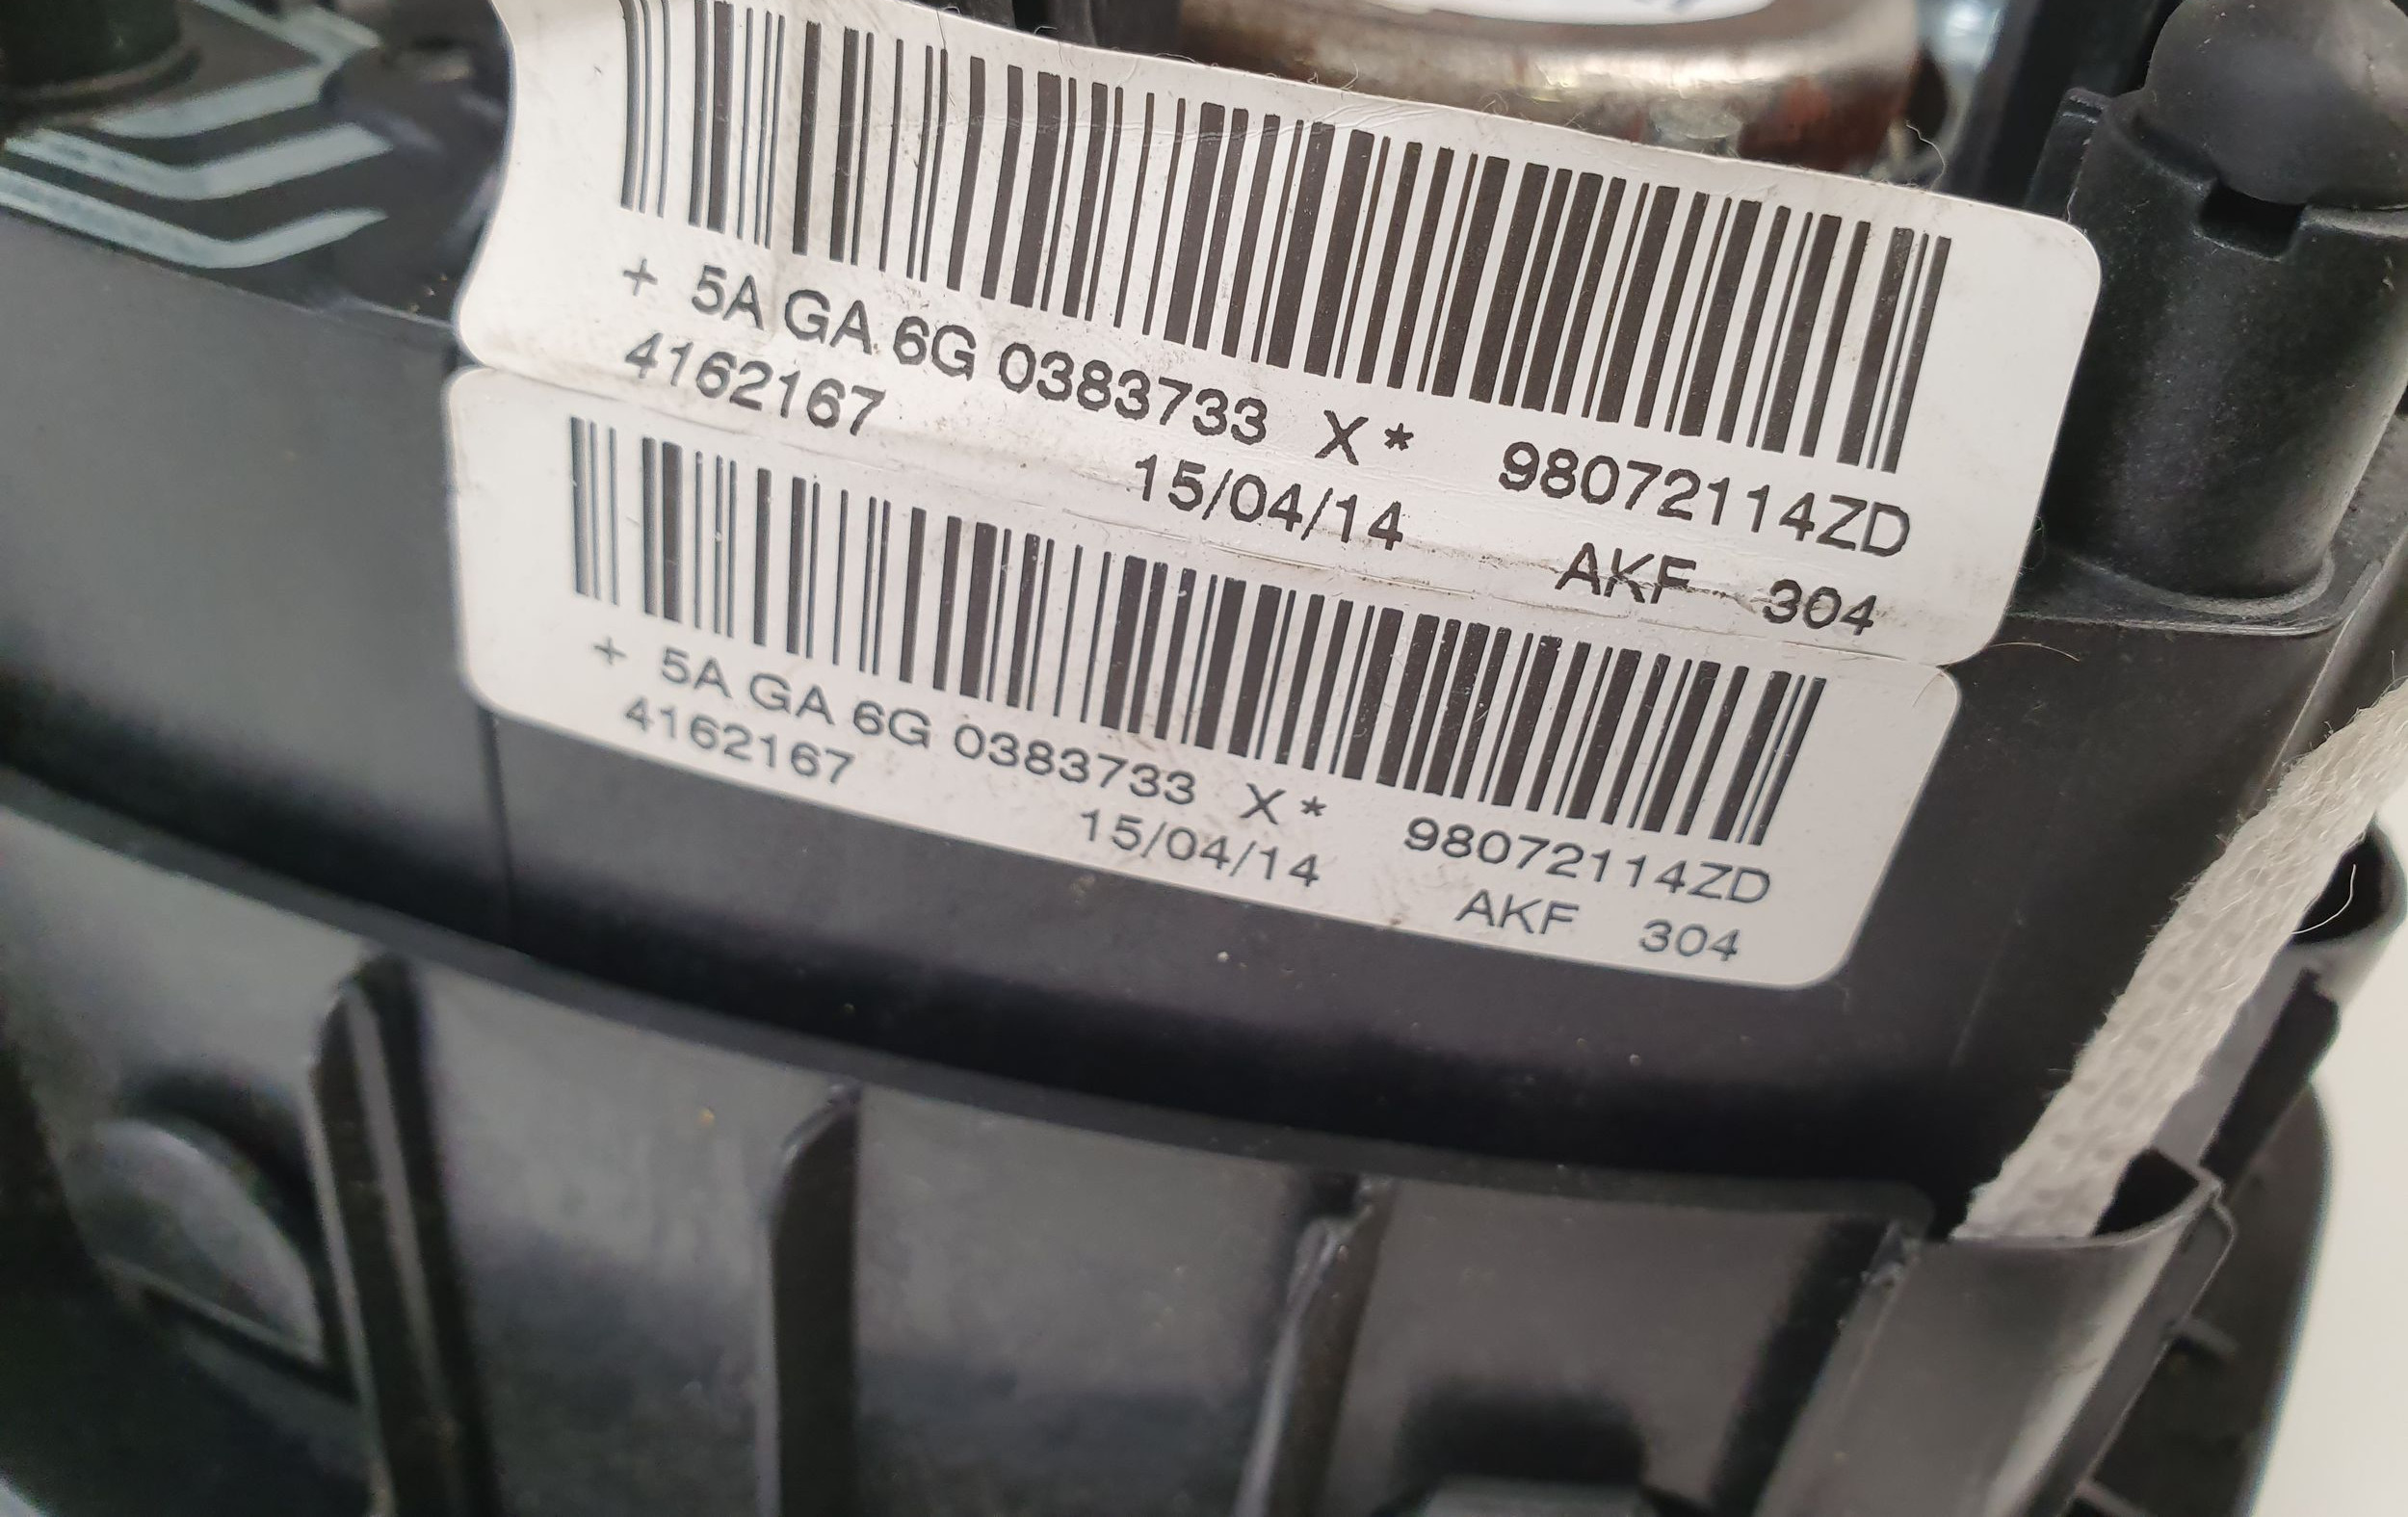 + 5A GA 6G 0383733 X* 98072114ZD
4162167 15/04/14 AKF 304
+ 5A GA 6G 0383733 X* 98072114ZD
4162167 15/04/14 AKF 304